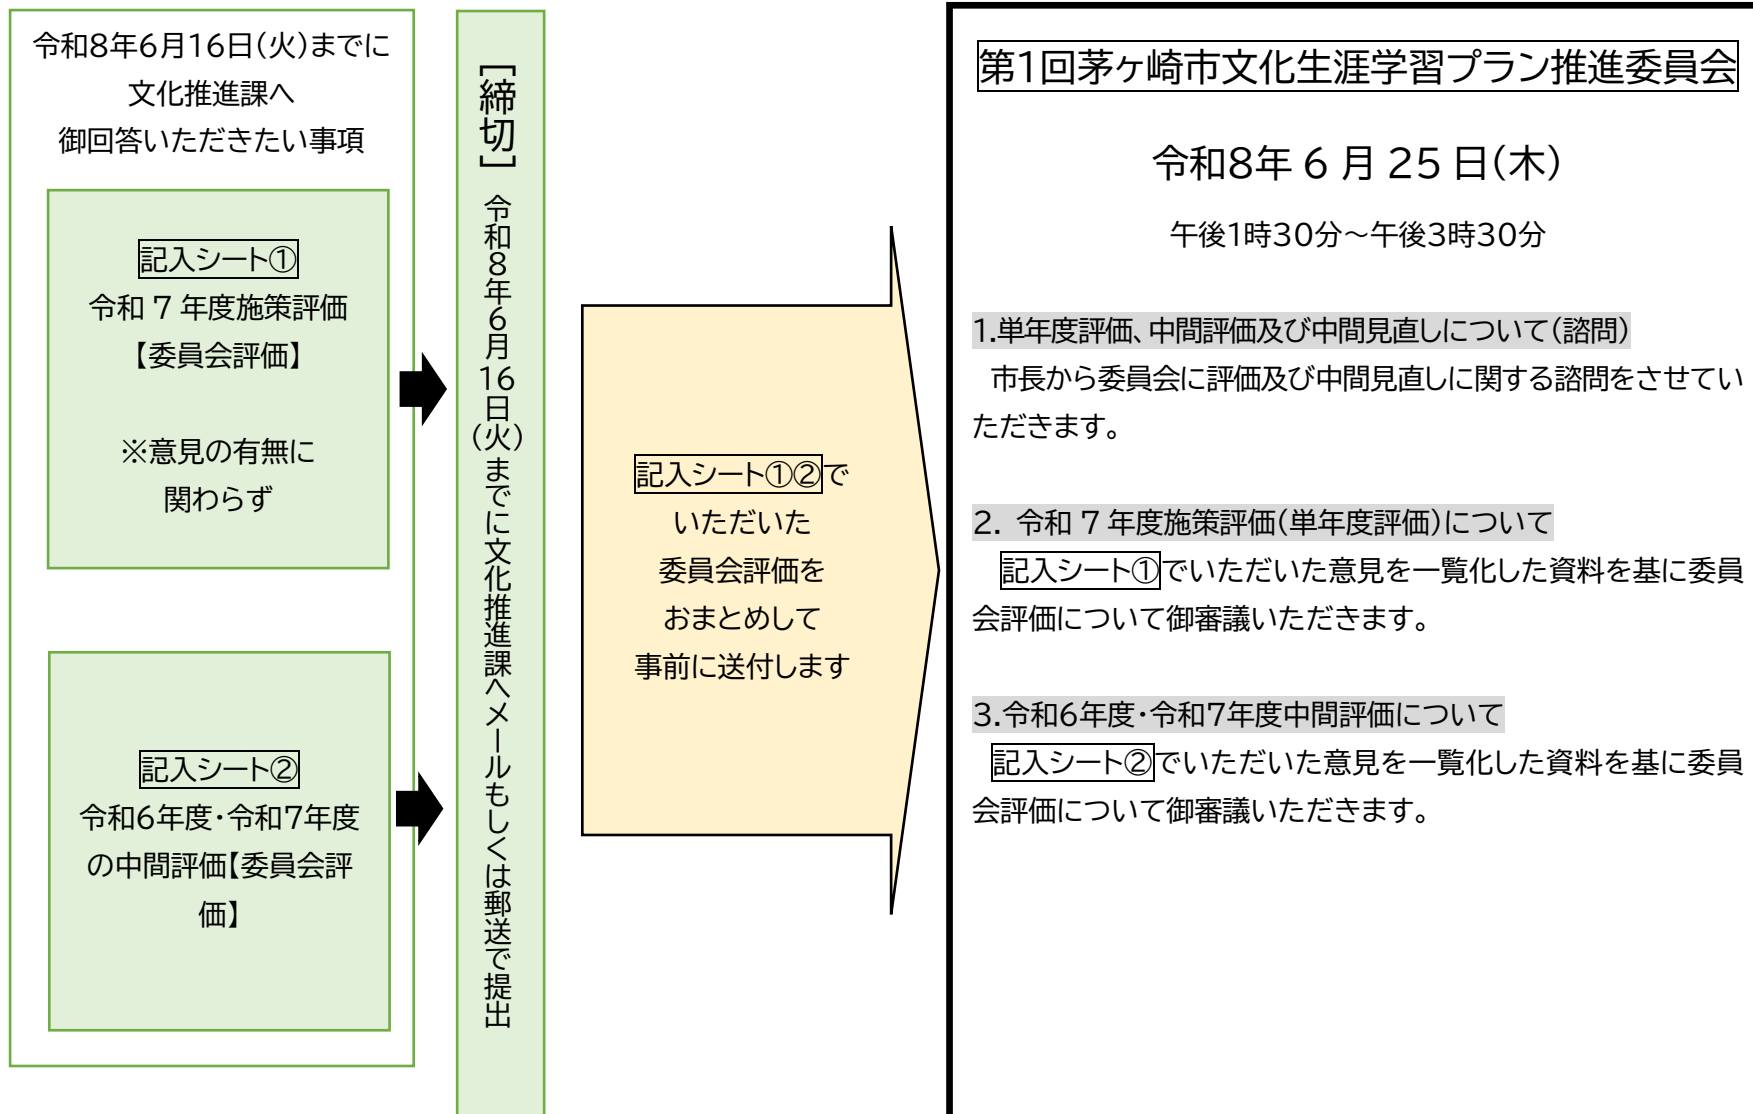 令和8年6月16日(火)までに
文化推進課へ
御回答いただきたい事項
記入シート①
令和 7 年度施策評価
【委員会評価】
※意見の有無に
関わらず
記入シート②
令和6年度・令和7年度
の中間評価【委員会評
価】
[締切] 令和8年6月16日(火)までに文化推進課へメールもしくは郵送で提出
記入シート①②で
いただいた
委員会評価を
おまとめして
事前に送付します
第1回茅ヶ崎市文化生涯学習プラン推進委員会
令和8年 6 月 25 日(木)
午後1時30分～午後3時30分
1.単年度評価、中間評価及び中間見直しについて(諮問)
市長から委員会に評価及び中間見直しに関する諮問をさせてい
ただきます。
2. 令和 7 年度施策評価(単年度評価)について
記入シート①でいただいた意見を一覧化した資料を基に委員
会評価について御審議いただきます。
3.令和6年度・令和7年度中間評価について
記入シート②でいただいた意見を一覧化した資料を基に委員
会評価について御審議いただきます。